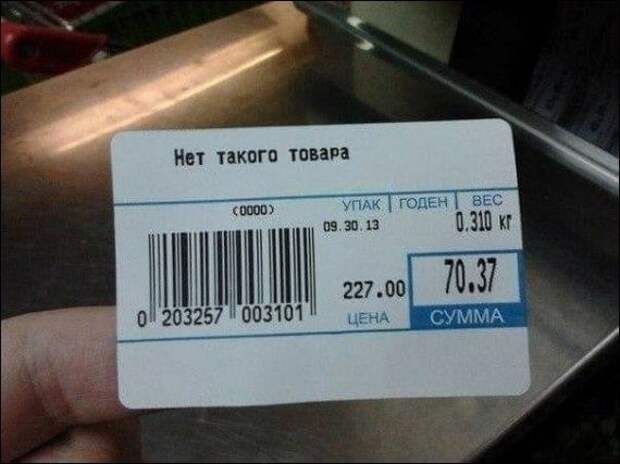 Нет такого товара
(0000) УПАК ГОДЕН ВЕС
09.30.13 0.310 кг
227.00 70.37
0 203257 003101 ЦЕНА СУММА